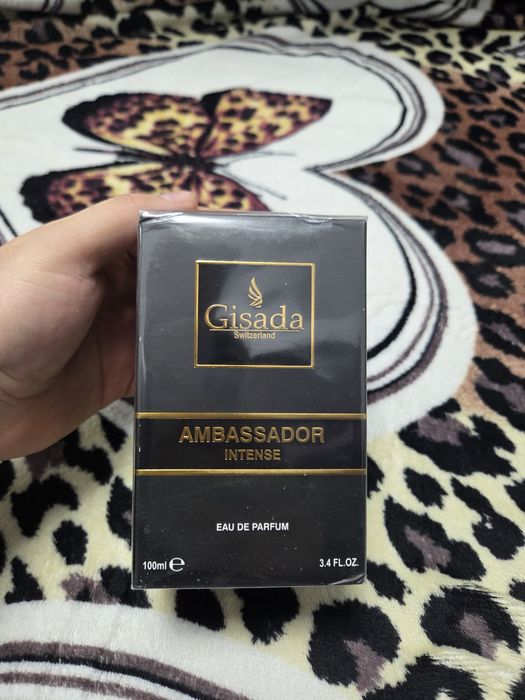 Gisada
Switzerland
AMBASSADOR
INTENSE
EAU DE PARFUM
100ml ℮
3.4 FL.OZ.